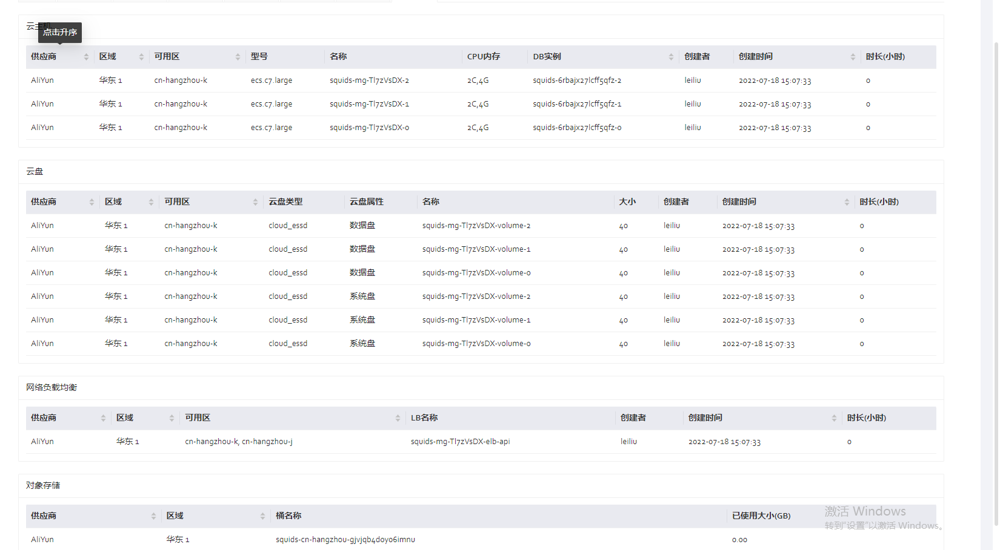 云主机
点击升序
供应商 区域 可用区 型号 名称 CPU内存 DB实例 创建者 创建时间 时长(小时)
AliYun 华东 1 cn-hangzhou-k ecs.c7.large squids-mg-Tl7zVsDX-2 2C,4G squids-6rbajx27lcff5qfz-2 leiliu 2022-07-18 15:07:33 0
AliYun 华东 1 cn-hangzhou-k ecs.c7.large squids-mg-Tl7zVsDX-1 2C,4G squids-6rbajx27lcff5qfz-1 leiliu 2022-07-18 15:07:33 0
AliYun 华东 1 cn-hangzhou-k ecs.c7.large squids-mg-Tl7zVsDX-0 2C,4G squids-6rbajx27lcff5qfz-0 leiliu 2022-07-18 15:07:33 0
云盘
供应商 区域 可用区 云盘类型 云盘属性 名称 大小 创建者 创建时间 时长(小时)
AliYun 华东 1 cn-hangzhou-k cloud_essd 数据盘 squids-mg-Tl7zVsDX-volume-2 40 leiliu 2022-07-18 15:07:33 0
AliYun 华东 1 cn-hangzhou-k cloud_essd 数据盘 squids-mg-Tl7zVsDX-volume-1 40 leiliu 2022-07-18 15:07:33 0
AliYun 华东 1 cn-hangzhou-k cloud_essd 数据盘 squids-mg-Tl7zVsDX-volume-0 40 leiliu 2022-07-18 15:07:33 0
AliYun 华东 1 cn-hangzhou-k cloud_essd 系统盘 squids-mg-Tl7zVsDX-volume-2 40 leiliu 2022-07-18 15:07:33 0
AliYun 华东 1 cn-hangzhou-k cloud_essd 系统盘 squids-mg-Tl7zVsDX-volume-1 40 leiliu 2022-07-18 15:07:33 0
AliYun 华东 1 cn-hangzhou-k cloud_essd 系统盘 squids-mg-Tl7zVsDX-volume-0 40 leiliu 2022-07-18 15:07:33 0
网络负载均衡
供应商 区域 可用区 LB名称 创建者 创建时间 时长(小时)
AliYun 华东 1 cn-hangzhou-k, cn-hangzhou-j squids-mg-Tl7zVsDX-elb-api leiliu 2022-07-18 15:07:33 0
对象存储
供应商 区域 桶名称 已使用大小(GB)
AliYun 华东 1 squids-cn-hangzhou-gjvjqb4doyo6imnu 0.00
激活 Windows
转到“设置”以激活 Windows。